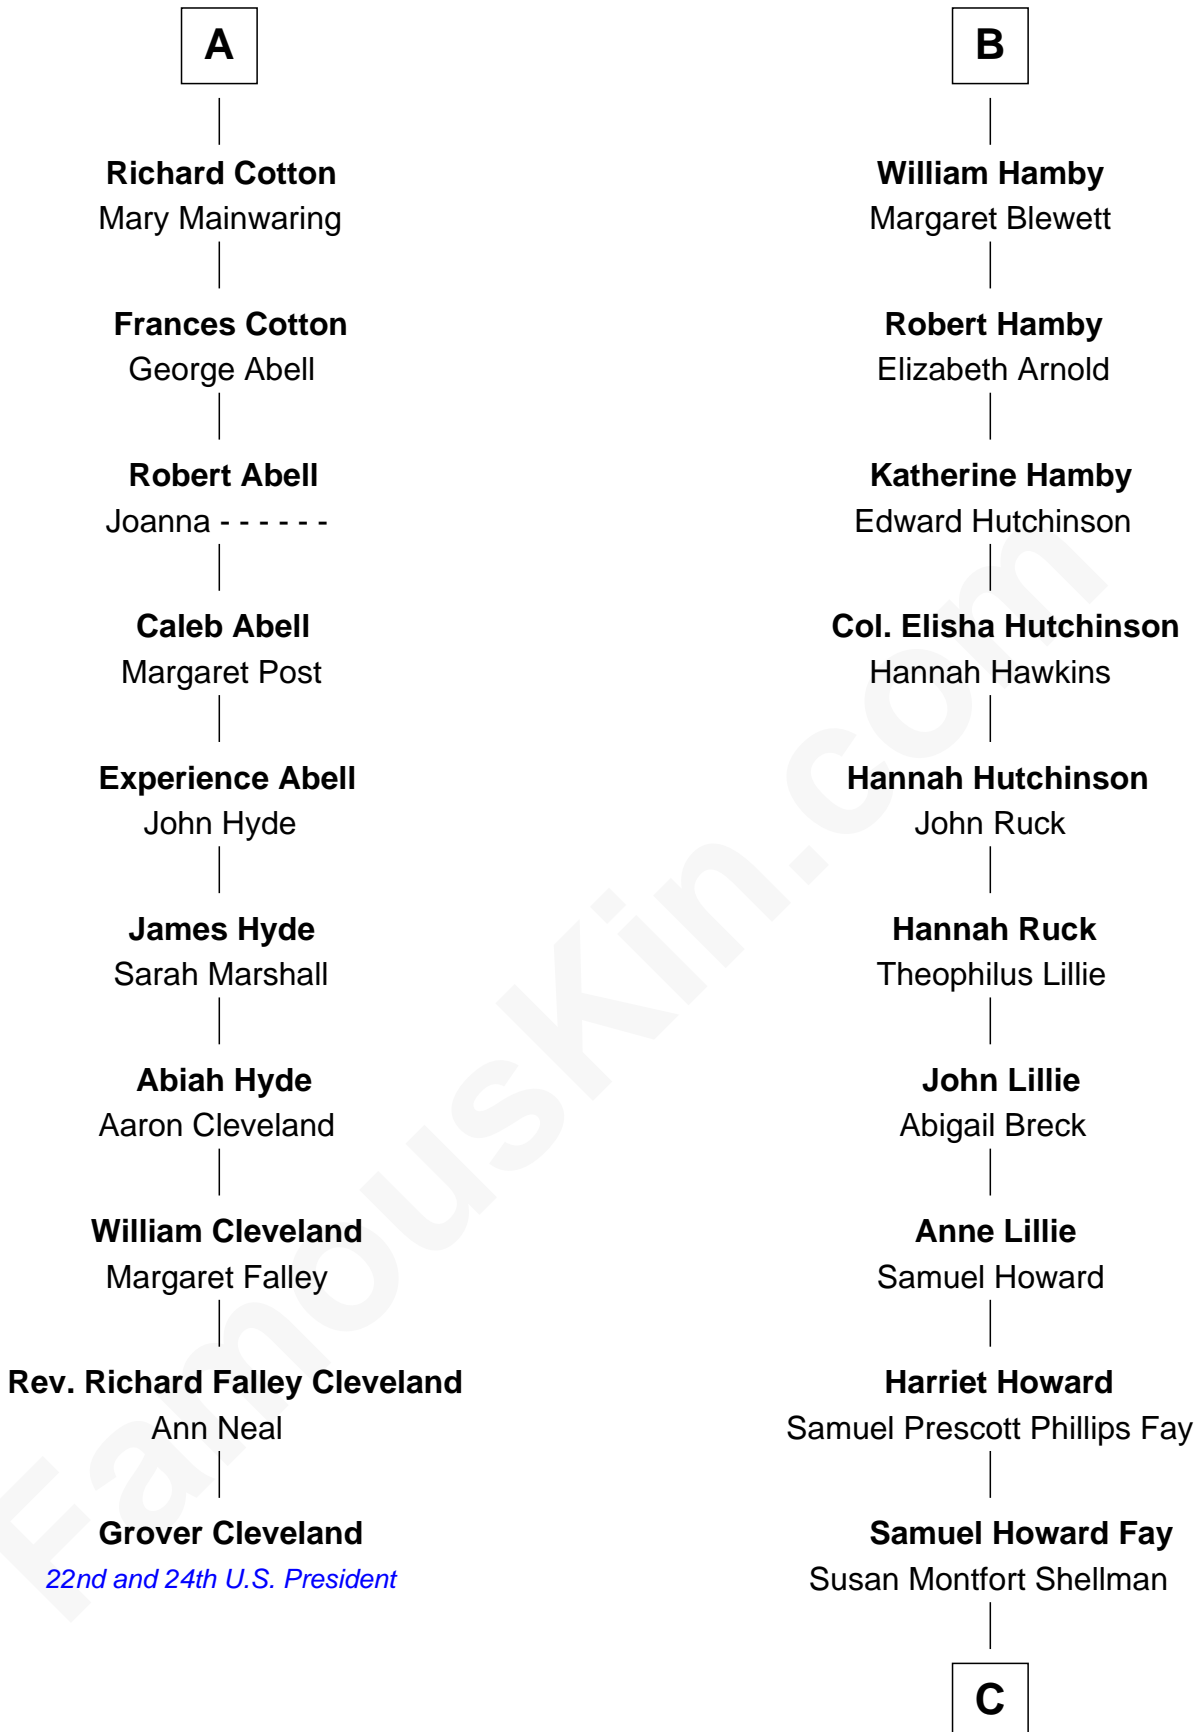 A
Richard Cotton
Mary Mainwaring
Frances Cotton
George Abell
Robert Abell
Joanna - - - - - -
Caleb Abell
Margaret Post
Experience Abell
John Hyde
James Hyde
Sarah Marshall
Abiah Hyde
Aaron Cleveland
William Cleveland
Margaret Falley
Rev. Richard Falley Cleveland
Ann Neal
Grover Cleveland
22nd and 24th U.S. President
B
William Hamby
Margaret Blewett
Robert Hamby
Elizabeth Arnold
Katherine Hamby
Edward Hutchinson
Col. Elisha Hutchinson
Hannah Hawkins
Hannah Hutchinson
John Ruck
Hannah Ruck
Theophilus Lillie
John Lillie
Abigail Breck
Anne Lillie
Samuel Howard
Harriet Howard
Samuel Prescott Phillips Fay
Samuel Howard Fay
Susan Montfort Shellman
C
FamousKin.com